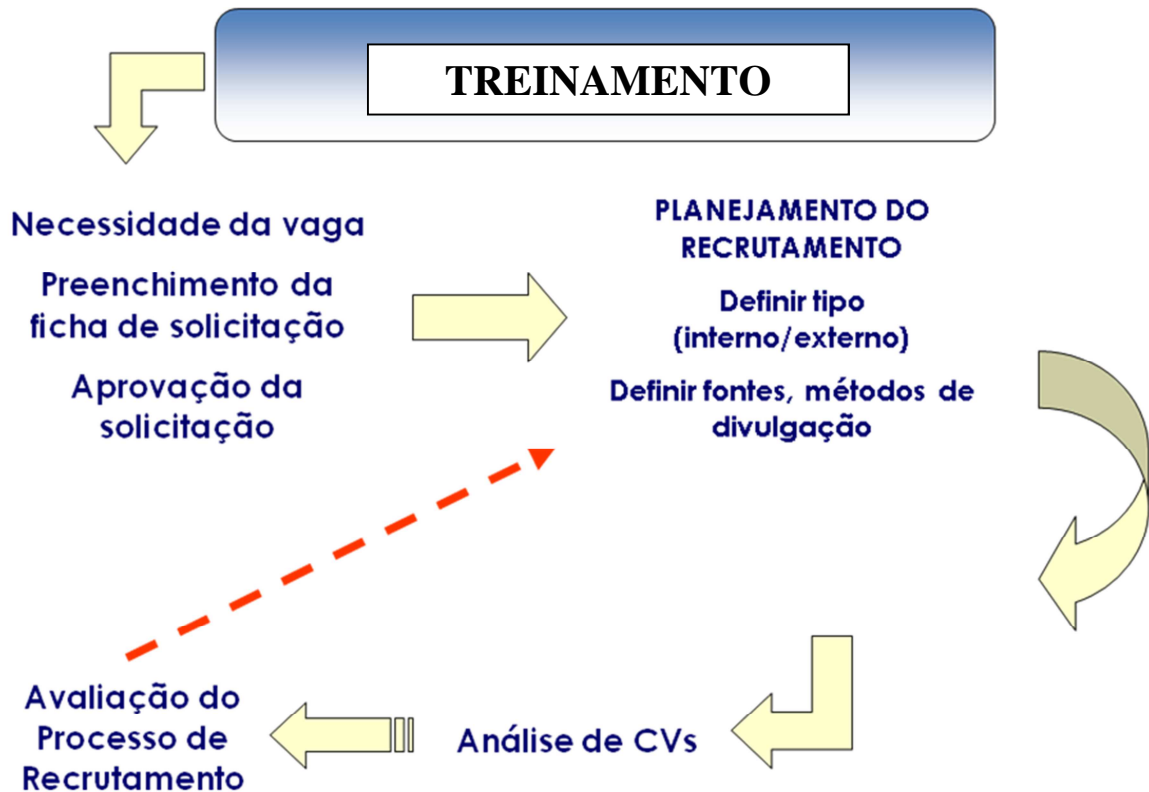 TREINAMENTO
Necessidade da vaga
Preenchimento da
ficha de solicitação
Aprovação da
solicitação
PLANEJAMENTO DO
RECRUTAMENTO
Definir tipo
(interno/externo)
Definir fontes, métodos de
divulgação
Análise de CVs
Avaliação do
Processo de
Recrutamento